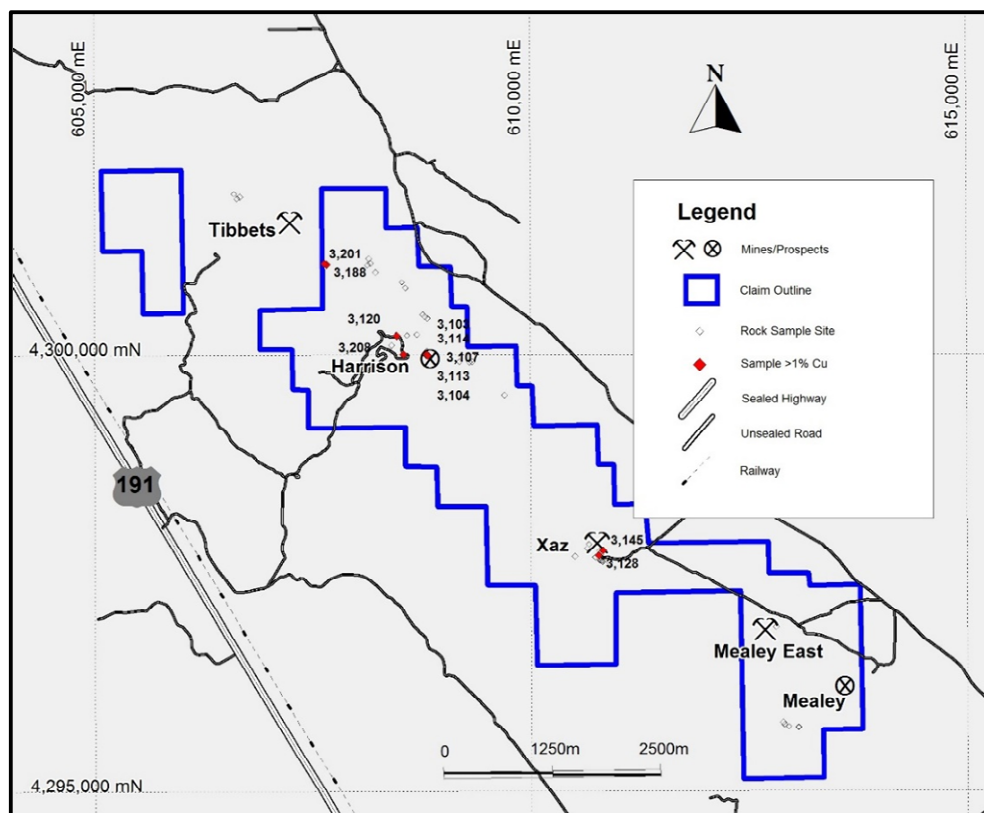 605,000 mE
610,000 mE
615,000 mE
N
Legend
Mines/Prospects
Claim Outline
Rock Sample Site
Sample >1% Cu
Sealed Highway
Unsealed Road
Railway
Tibbets
3,201
3,188
3,120
3,103
3,114
3,208
4,300,000 mN
Harrison
3,107
3,113
3,104
191
Xaz
3,145
3,128
Mealey East
Mealey
0
1250m
2500m
4,295,000 mN